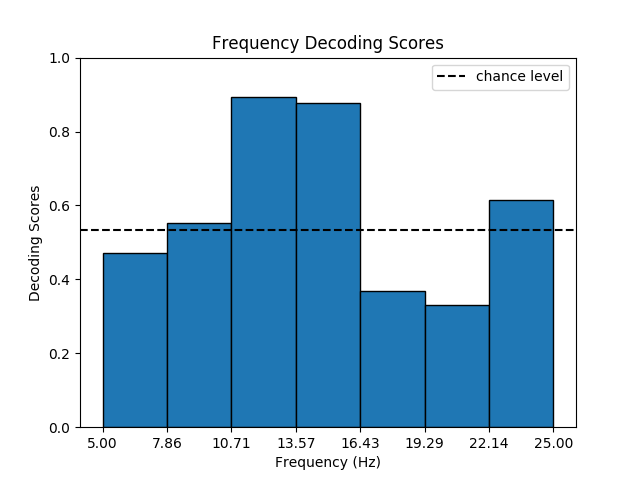 Frequency Decoding Scores
chance level
Decoding Scores
1.0
0.8
0.6
0.4
0.2
0.0
5.00 7.86 10.71 13.57 16.43 19.29 22.14 25.00
Frequency (Hz)